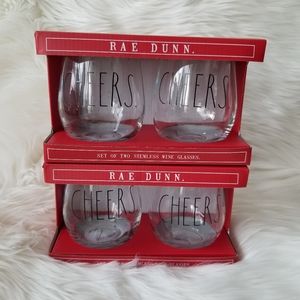 RAE DUNN.
CHEERS. CHEERS
SET OF TWO STEMLESS WINE GLASSES.
RAE DUNN.
CHEERS CHEERS